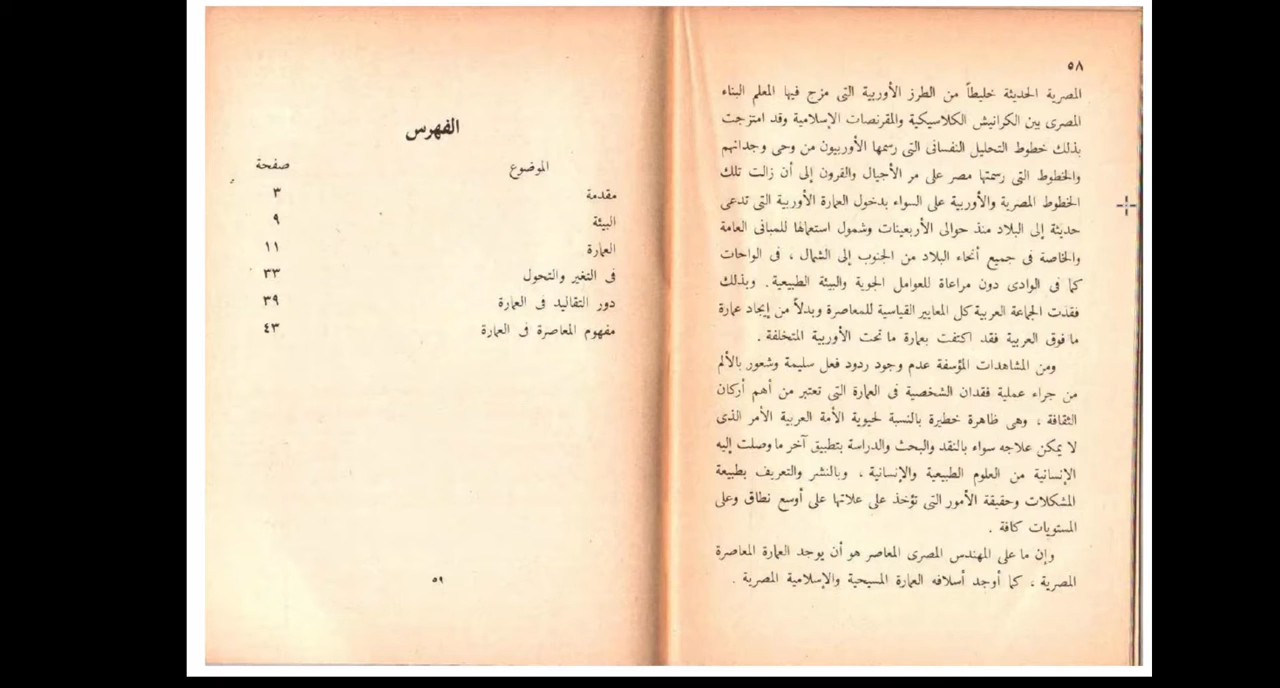 ٥٨
المصرية الحديثة خليطاً من الطرز الأوربية التى مزج فيها المعلم البناء
المصرى بين الكرانيش الكلاسيكية والمقرنصات الإسلامية وقد امتزجت
بذلك خطوط التحليل النفسانى التى رسمها الأوربيون من وحى وجدانهم
والخطوط التى رسمتها مصر على مر الأجيال والقرون إلى أن زالت تلك
الخطوط المصرية والأوربية على السواء بدخول العمارة الأوربية التى تدعى
حديثة إلى البلاد منذ حوالى الأربعينات وشمول استعمالها للمبانى العامة
والخاصة فى جميع أنحاء البلاد من الجنوب إلى الشمال ، فى الواحات
كما فى الوادى دون مراعاة للعوامل الجوية والبيئة الطبيعية . وبذلك
فقدت الجماعة العربية كل المعايير القياسية للمعاصرة وبدلاً من إيجاد عمارة
ما فوق العربية فقد اكتفت بعمارة ما تحت الأوربية المتخلفة .
ومن المشاهدات المؤسفة عدم وجود ردود فعل سليمة وشعور بالألم
من جراء عملية فقدان الشخصية فى العمارة التى تعتبر من أهم أركان
الثقافة ، وهى ظاهرة خطيرة بالنسبة لحيوية الأمة العربية الأمر الذى
لا يمكن علاجه سواء بالنقد والبحث والدراسة بتطبيق آخر ما وصلت إليه
الإنسانية من العلوم الطبيعية والإنسانية ، وبالنشر والتعريف بطبيعة
المشكلات وحقيقة الأمور التى تؤخذ على علاتها على أوسع نطاق وعلى
المستويات كافة .
وإن ما على المهندس المصرى المعاصر هو أن يوجد العمارة المعاصرة
المصرية ، كما أوجد أسلافه العمارة المسيحية والإسلامية المصرية .
الفهرس
الموضوع صفحة
مقدمة ٣
البيئة ٩
العمارة ١١
فى التغير والتحول ٣٣
دور التقاليد فى العمارة ٣٩
مفهوم المعاصرة فى العمارة ٤٣
٥٩